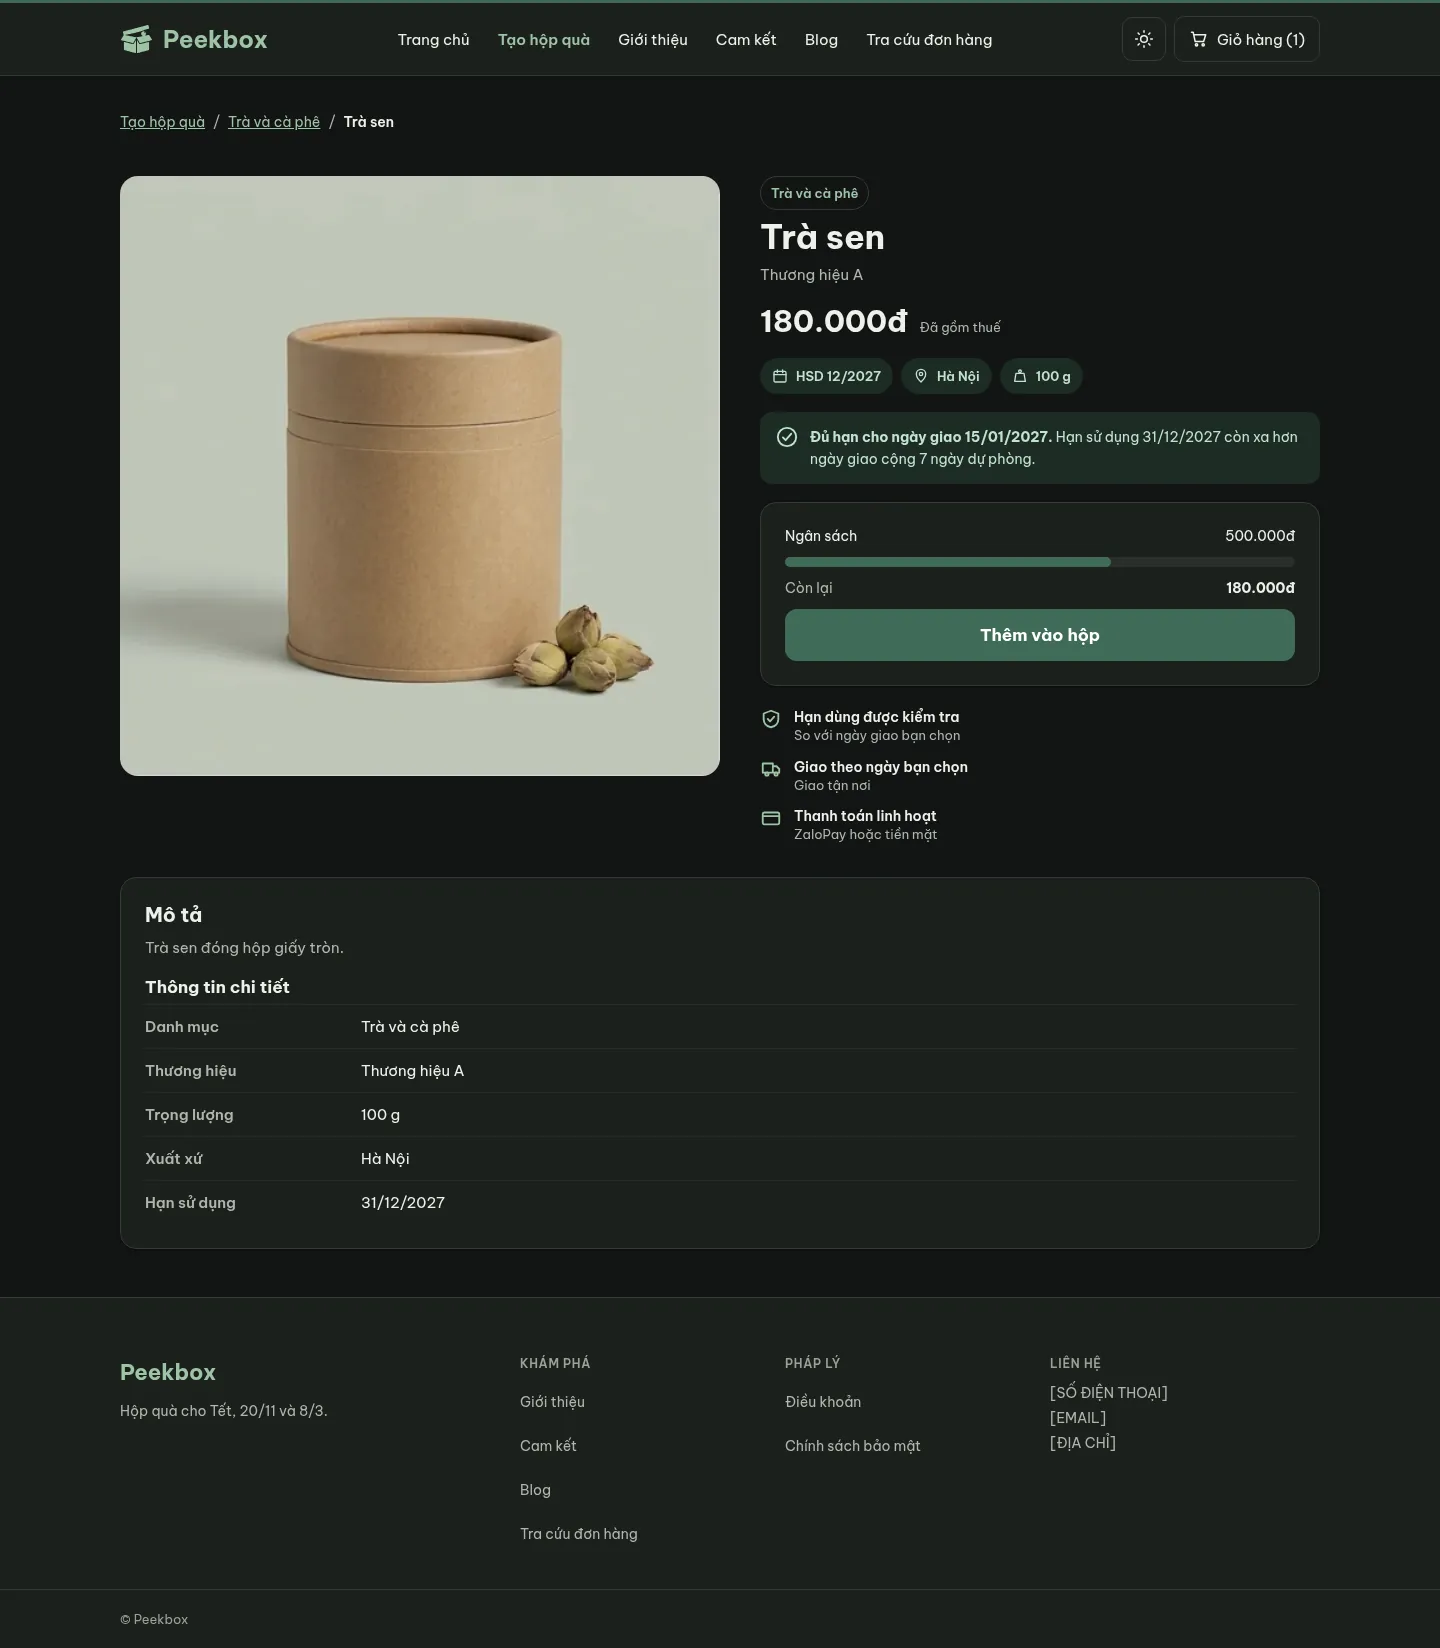 Peekbox
Trang chủ
Tạo hộp quà
Giới thiệu
Cam kết
Blog
Tra cứu đơn hàng
Giỏ hàng (1)
Tạo hộp quà / Trà và cà phê / Trà sen
Trà và cà phê
Trà sen
Thương hiệu A
180.000đ Đã gồm thuế
HSD 12/2027
Hà Nội
100 g
Đủ hạn cho ngày giao 15/01/2027. Hạn sử dụng 31/12/2027 còn xa hơn
ngày giao cộng 7 ngày dự phòng.
Ngân sách 500.000đ
Còn lại 180.000đ
Thêm vào hộp
Hạn dùng được kiểm tra
So với ngày giao bạn chọn
Giao theo ngày bạn chọn
Giao tận nơi
Thanh toán linh hoạt
ZaloPay hoặc tiền mặt
Mô tả
Trà sen đóng hộp giấy tròn.
Thông tin chi tiết
Danh mục Trà và cà phê
Thương hiệu Thương hiệu A
Trọng lượng 100 g
Xuất xứ Hà Nội
Hạn sử dụng 31/12/2027
Peekbox
Hộp quà cho Tết, 20/11 và 8/3.
KHÁM PHÁ
Giới thiệu
Cam kết
Blog
Tra cứu đơn hàng
PHÁP LÝ
Điều khoản
Chính sách bảo mật
LIÊN HỆ
[SỐ ĐIỆN THOẠI]
[EMAIL]
[ĐỊA CHỈ]
© Peekbox